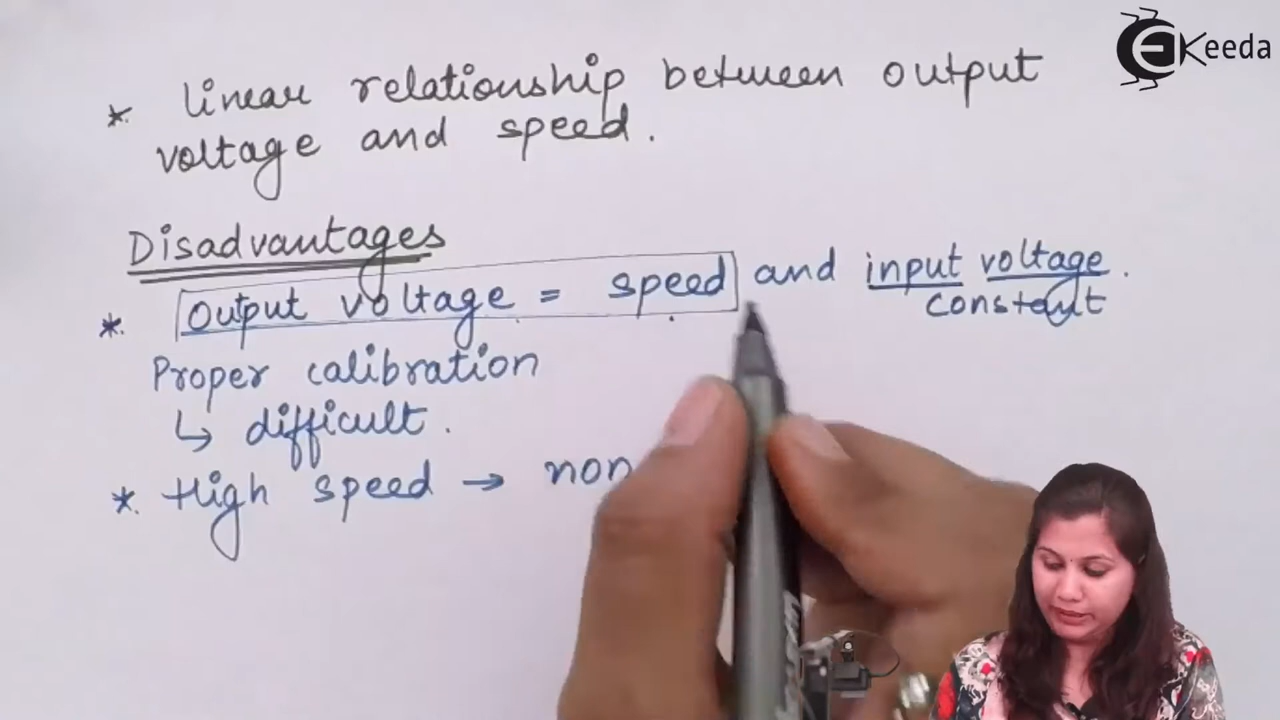 EKeeda
* linear relationship between output
voltage and speed.
Disadvantages
* Output voltage = speed and input voltage.
constant
Proper calibration
↳ difficult.
* High speed → non